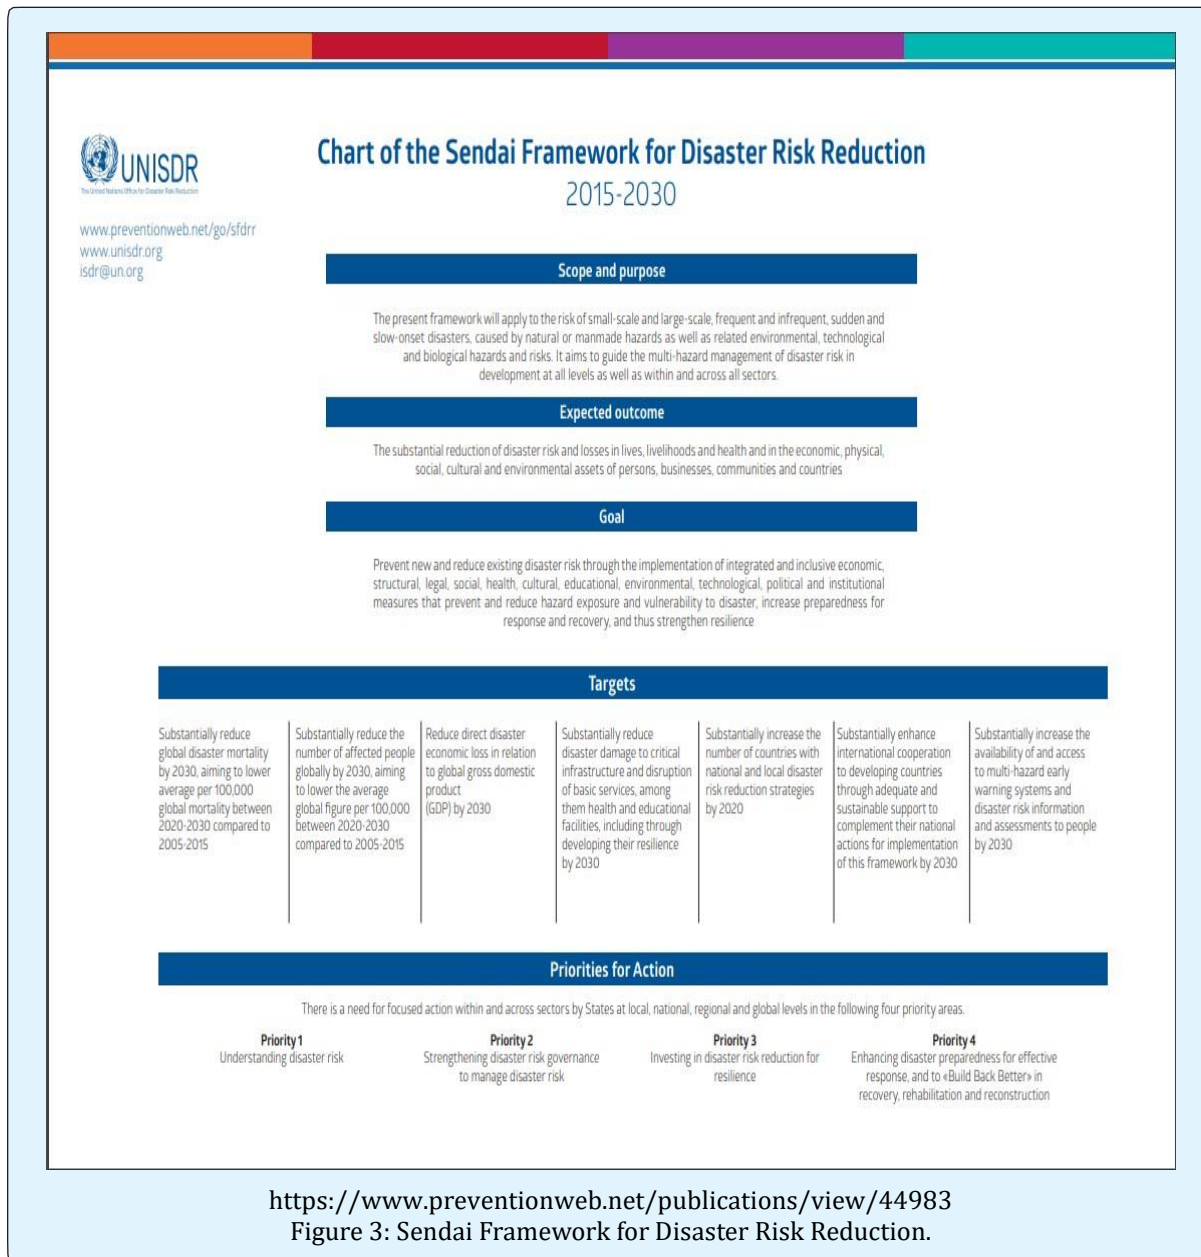 UNISDR
The United Nations Office for Disaster Risk Reduction
www.preventionweb.net/go/sfdrr
www.unisdr.org
isdr@un.org
Chart of the Sendai Framework for Disaster Risk Reduction
2015-2030
Scope and purpose
The present framework will apply to the risk of small-scale and large-scale, frequent and infrequent, sudden and
slow-onset disasters, caused by natural or manmade hazards as well as related environmental, technological
and biological hazards and risks. It aims to guide the multi-hazard management of disaster risk in
development at all levels as well as within and across all sectors.
Expected outcome
The substantial reduction of disaster risk and losses in lives, livelihoods and health and in the economic, physical,
social, cultural and environmental assets of persons, businesses, communities and countries
Goal
Prevent new and reduce existing disaster risk through the implementation of integrated and inclusive economic,
structural, legal, social, health, cultural, educational, environmental, technological, political and institutional
measures that prevent and reduce hazard exposure and vulnerability to disaster, increase preparedness for
response and recovery, and thus strengthen resilience
Targets
Substantially reduce
global disaster mortality
by 2030, aiming to lower
average per 100,000
global mortality between
2020-2030 compared to
2005-2015
Substantially reduce the
number of affected people
globally by 2030, aiming
to lower the average
global figure per 100,000
between 2020-2030
compared to 2005-2015
Reduce direct disaster
economic loss in relation
to global gross domestic
product
(GDP) by 2030
Substantially reduce
disaster damage to critical
infrastructure and disruption
of basic services, among
them health and educational
facilities, including through
developing their resilience
by 2030
Substantially increase the
number of countries with
national and local disaster
risk reduction strategies
by 2020
Substantially enhance
international cooperation
to developing countries
through adequate and
sustainable support to
complement their national
actions for implementation
of this framework by 2030
Substantially increase the
availability of and access
to multi-hazard early
warning systems and
disaster risk information
and assessments to people
by 2030
Priorities for Action
There is a need for focused action within and across sectors by States at local, national, regional and global levels in the following four priority areas.
Priority 1
Understanding disaster risk
Priority 2
Strengthening disaster risk governance
to manage disaster risk
Priority 3
Investing in disaster risk reduction for
resilience
Priority 4
Enhancing disaster preparedness for effective
response, and to «Build Back Better» in
recovery, rehabilitation and reconstruction
https://www.preventionweb.net/publications/view/44983
Figure 3: Sendai Framework for Disaster Risk Reduction.